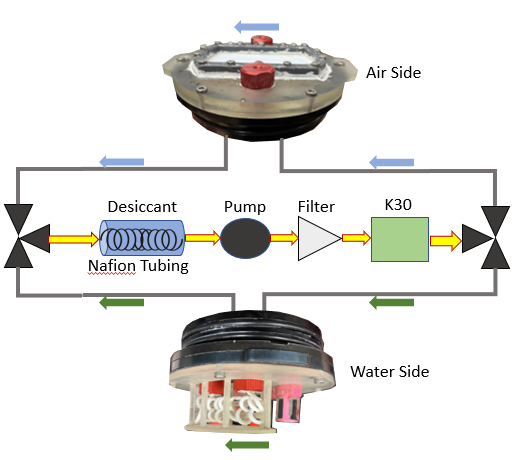 Air Side
Desiccant
Pump
Filter
K30
Nafion Tubing
Water Side